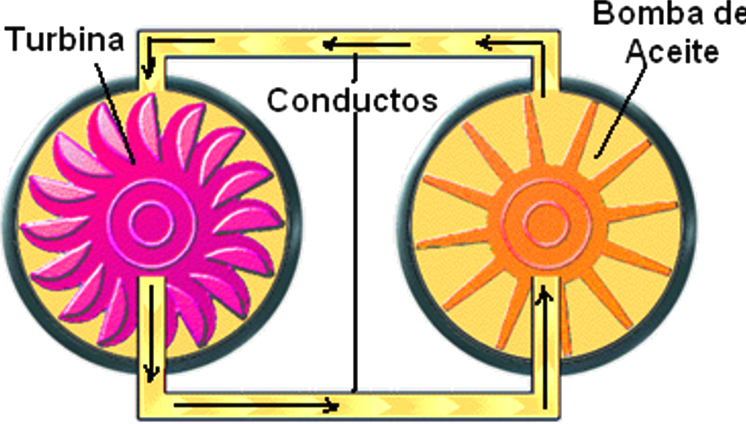 Turbina
Bomba de
Aceite
Conductos